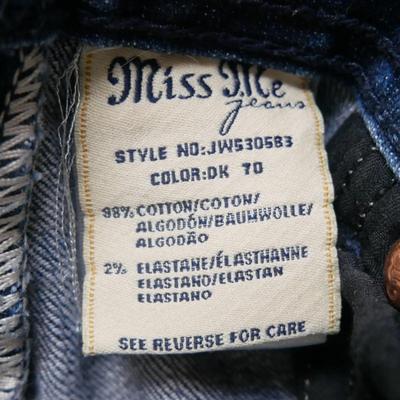 Miss Me
jeans
STYLE NO:JW5305B3
COLOR:DK 70
98% COTTON/COTON/
ALGODÓN/BAUMWOLLE/
ALGODÃO
2% ELASTANE/ÉLASTHANNE
ELASTANO/ELASTAN
ELASTANO
SEE REVERSE FOR CARE